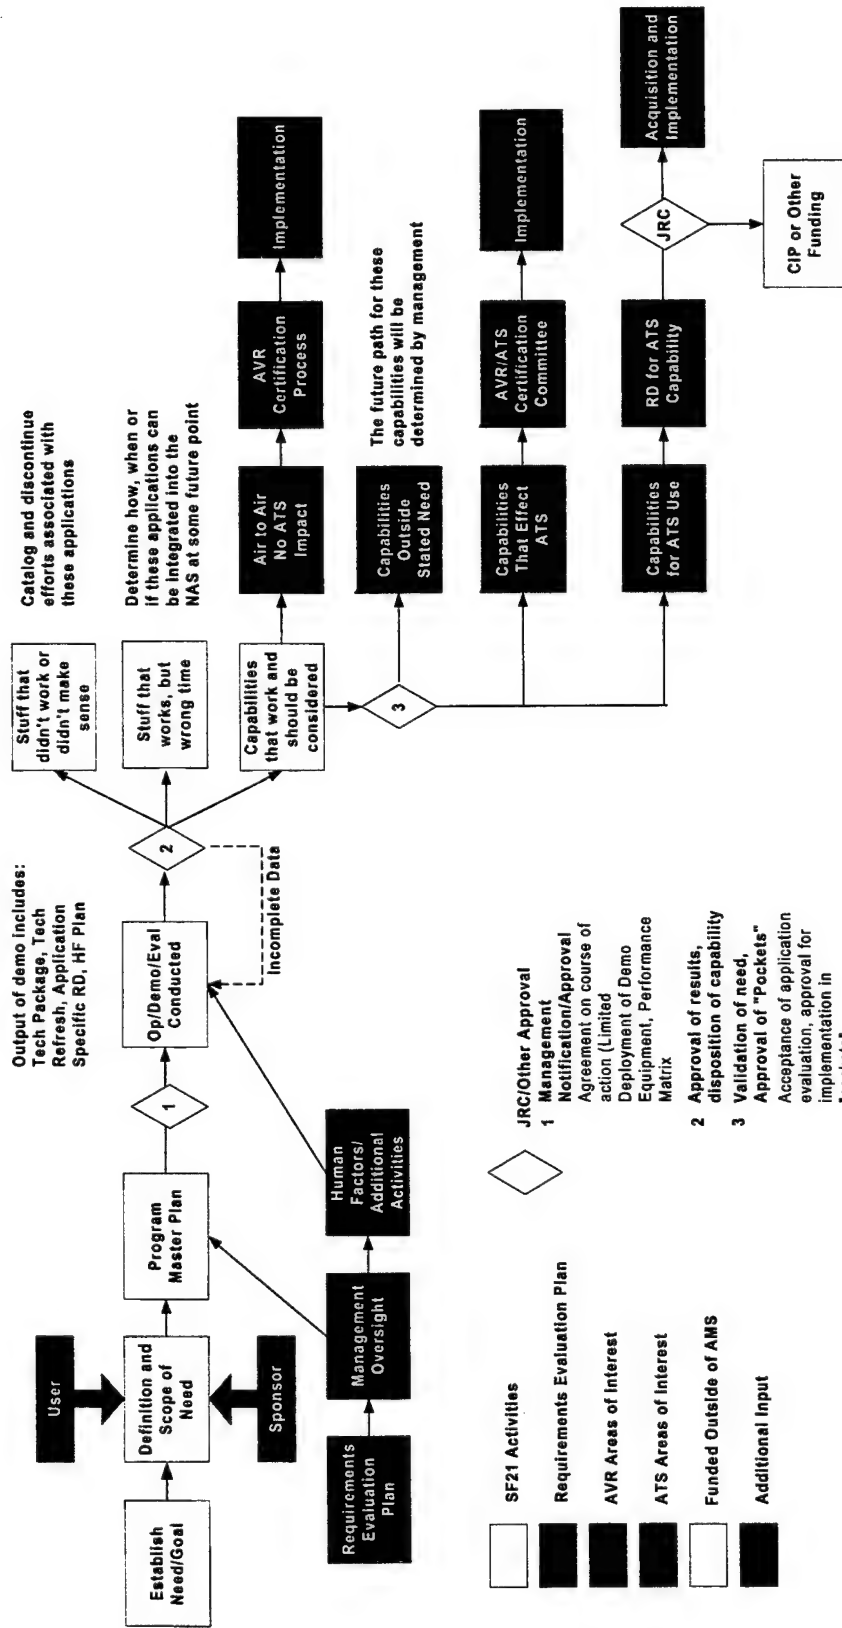 Establish
Need/Goal
User
Definition and
Scope of
Need
Sponsor
Program
Master Plan
1
Output of demo includes:
Tech Package, Tech
Refresh, Application
Specific RD, HF Plan
Op/Demo/Eval
Conducted
2
Incomplete Data
Requirements
Evaluation
Plan
Management
Oversight
Human
Factors/
Additional
Activities
Stuff that
didn't work or
didn't make
sense
Catalog and discontinue
efforts associated with
these applications
Stuff that
works, but
wrong time
Determine how, when or
if these applications can
be integrated into the
NAS at some future point
Capabilities
that work and
should be
considered
Air to Air
No ATS
Impact
AVR
Certification
Process
Implementation
3
Capabilities
Outside
Stated Need
The future path for these
capabilities will be
determined by management
Capabilities
That Effect
ATS
AVR/ATS
Certification
Committee
Implementation
Capabilities
for ATS Use
RD for ATS
Capability
JRC
Acquisition and
Implementation
CIP or Other
Funding
SF21 Activities
Requirements Evaluation Plan
AVR Areas of Interest
ATS Areas of Interest
Funded Outside of AMS
Additional Input
JRC/Other Approval
1 Management
Notification/Approval
Agreement on course of
action (Limited
Deployment of Demo
Equipment, Performance
Matrix
2 Approval of results,
disposition of capability
3 Validation of need,
Approval of "Pockets"
Acceptance of application
evaluation, approval for
implementation in